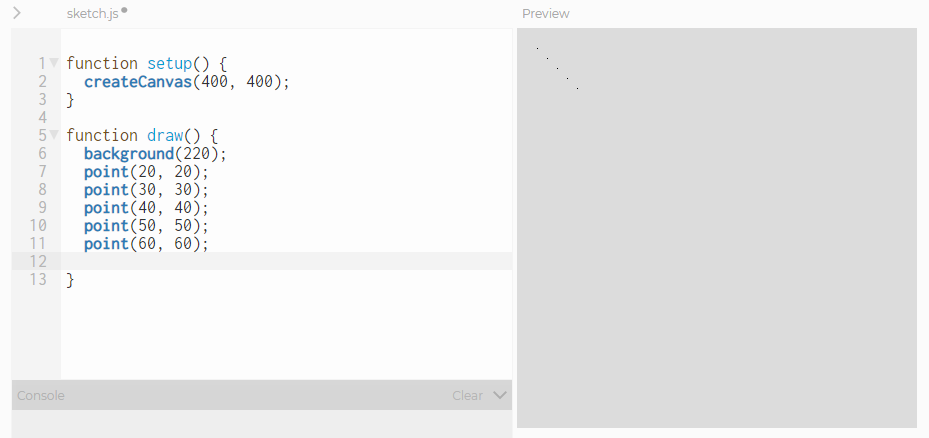 sketch.js
Preview
1 function setup() {
2 createCanvas(400, 400);
3 }
4
5 function draw() {
6 background(220);
7 point(20, 20);
8 point(30, 30);
9 point(40, 40);
10 point(50, 50);
11 point(60, 60);
12
13 }
Console
Clear